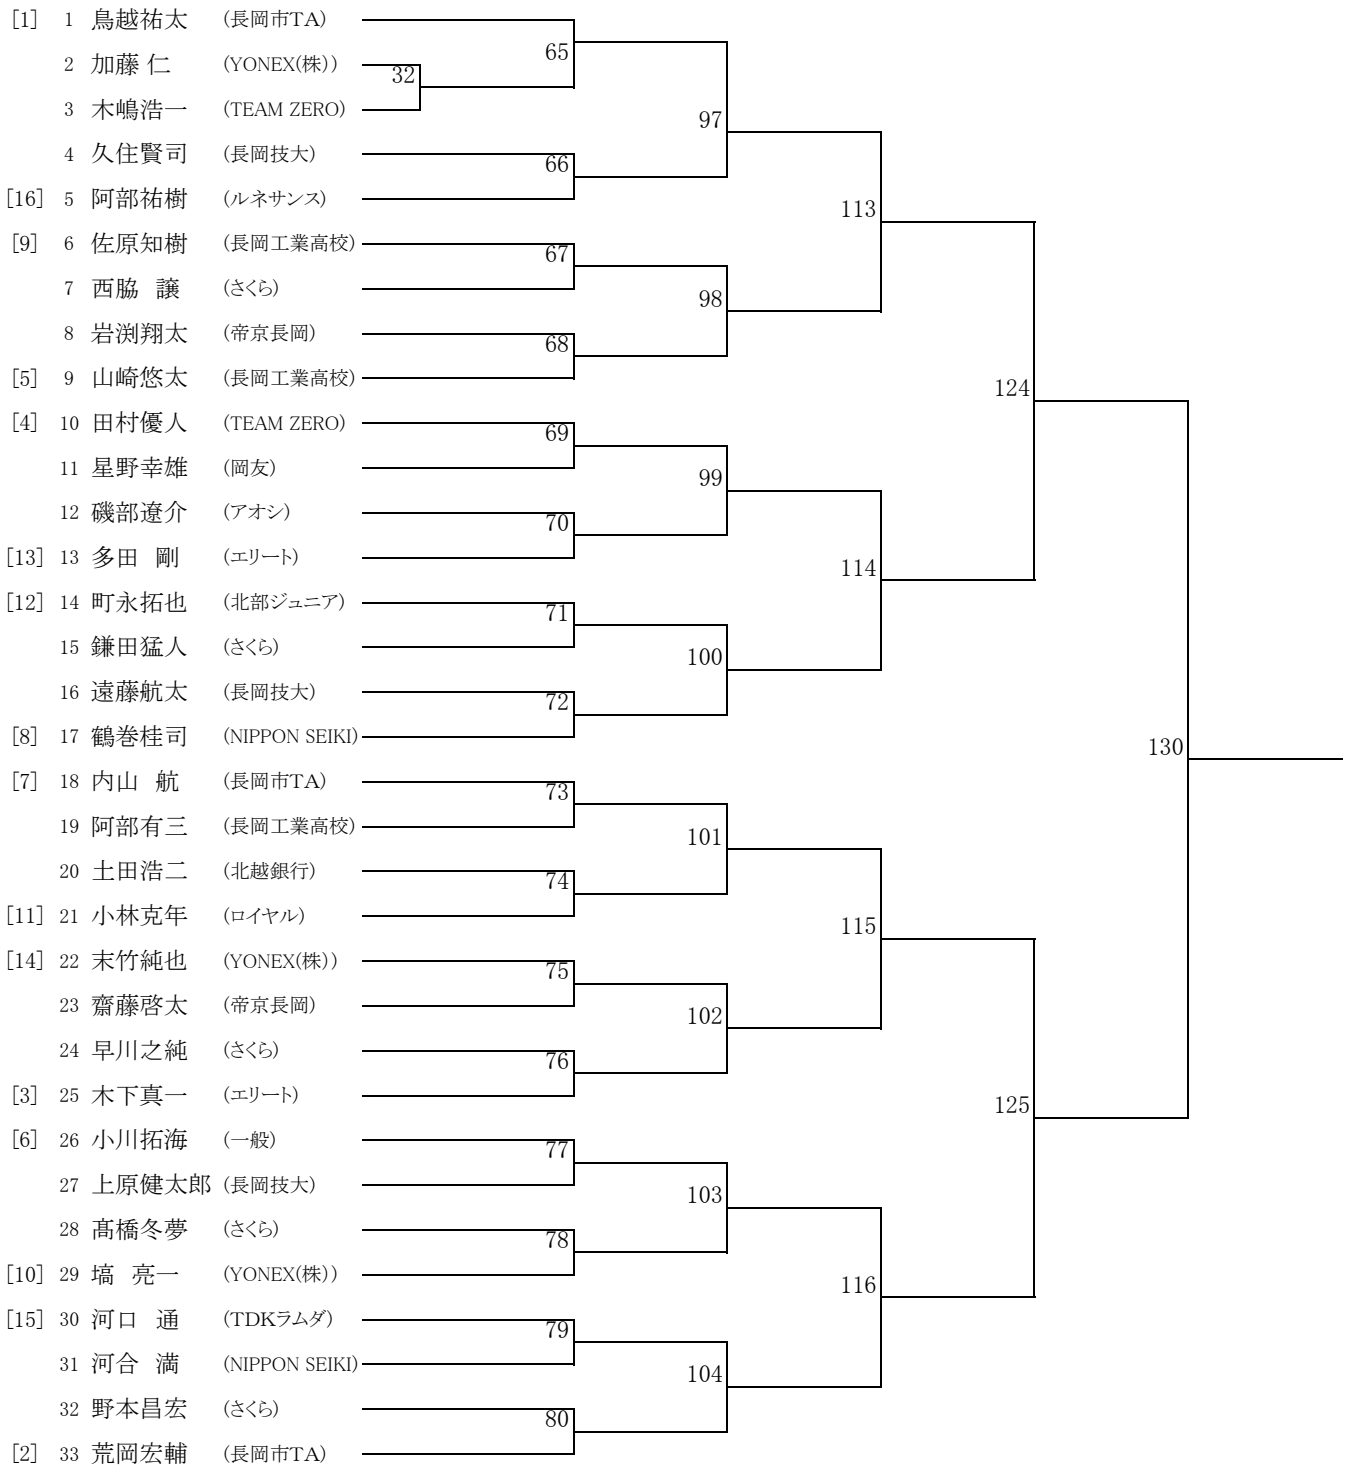 [1] 1 鳥越祐太 (長岡市TA)
65
2 加藤 仁 (YONEX(株))
32
3 木嶋浩一 (TEAM ZERO)
97
4 久住賢司 (長岡技大)
66
[16] 5 阿部祐樹 (ルネサンス)
113
[9] 6 佐原知樹 (長岡工業高校)
67
7 西脇 譲 (さくら)
98
8 岩渕翔太 (帝京長岡)
68
[5] 9 山崎悠太 (長岡工業高校)
124
[4] 10 田村優人 (TEAM ZERO)
69
11 星野幸雄 (岡友)
99
12 磯部遼介 (アオシ)
70
[13] 13 多田 剛 (エリート)
114
[12] 14 町永拓也 (北部ジュニア)
71
15 鎌田猛人 (さくら)
100
16 遠藤航太 (長岡技大)
72
[8] 17 鶴巻桂司 (NIPPON SEIKI)
130
[7] 18 内山 航 (長岡市TA)
73
19 阿部有三 (長岡工業高校)
101
20 土田浩二 (北越銀行)
74
[11] 21 小林克年 (ロイヤル)
115
[14] 22 末竹純也 (YONEX(株))
75
23 齋藤啓太 (帝京長岡)
102
24 早川之純 (さくら)
76
[3] 25 木下真一 (エリート)
125
[6] 26 小川拓海 (一般)
77
27 上原健太郎 (長岡技大)
103
28 髙橋冬夢 (さくら)
78
[10] 29 塙 亮一 (YONEX(株))
116
[15] 30 河口 通 (TDKラムダ)
79
31 河合 満 (NIPPON SEIKI)
104
32 野本昌宏 (さくら)
80
[2] 33 荒岡宏輔 (長岡市TA)